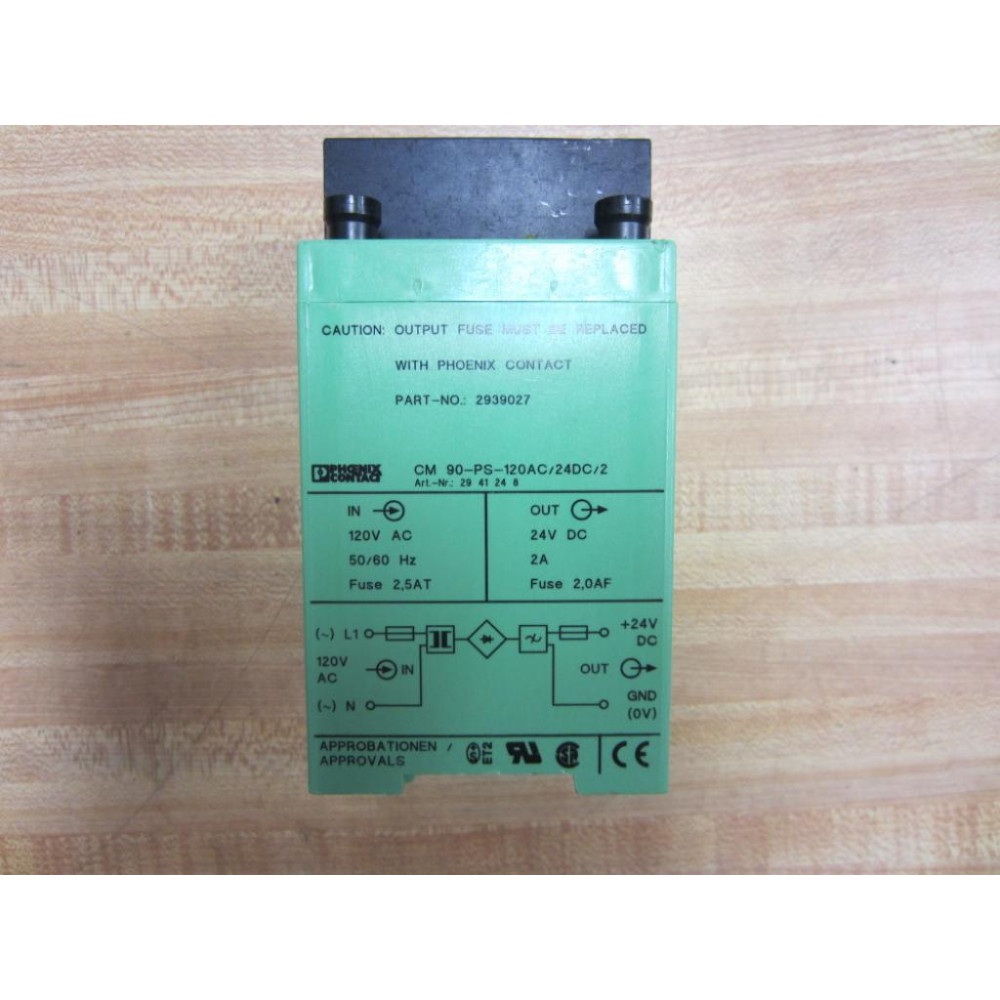 CAUTION: OUTPUT FUSE MUST BE REPLACED
WITH PHOENIX CONTACT
PART-NO.: 2939027
PHŒNIX
CONTACT
CM 90-PS-120AC/24DC/2
Art.-Nr.: 29 41 24 8
IN
120V AC
50/60 Hz
Fuse 2,5AT
OUT
24V DC
2A
Fuse 2,0AF
(~) L1
+24V
DC
120V
AC
IN
OUT
(~) N
GND
(0V)
APPROBATIONEN /
APPROVALS
ET2
CE